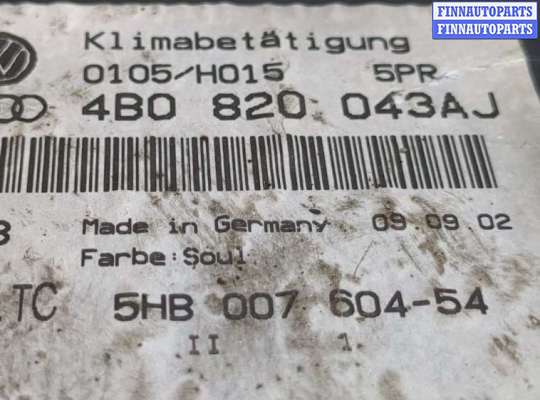 FINNAUTOPARTS
FINNAUTOPARTS
Klimabetätigung
0105/H015 5PR
4B0 820 043AJ
Made in Germany 09.09.02
Farbe:Soul
TC 5HB 007 604-54
II 1